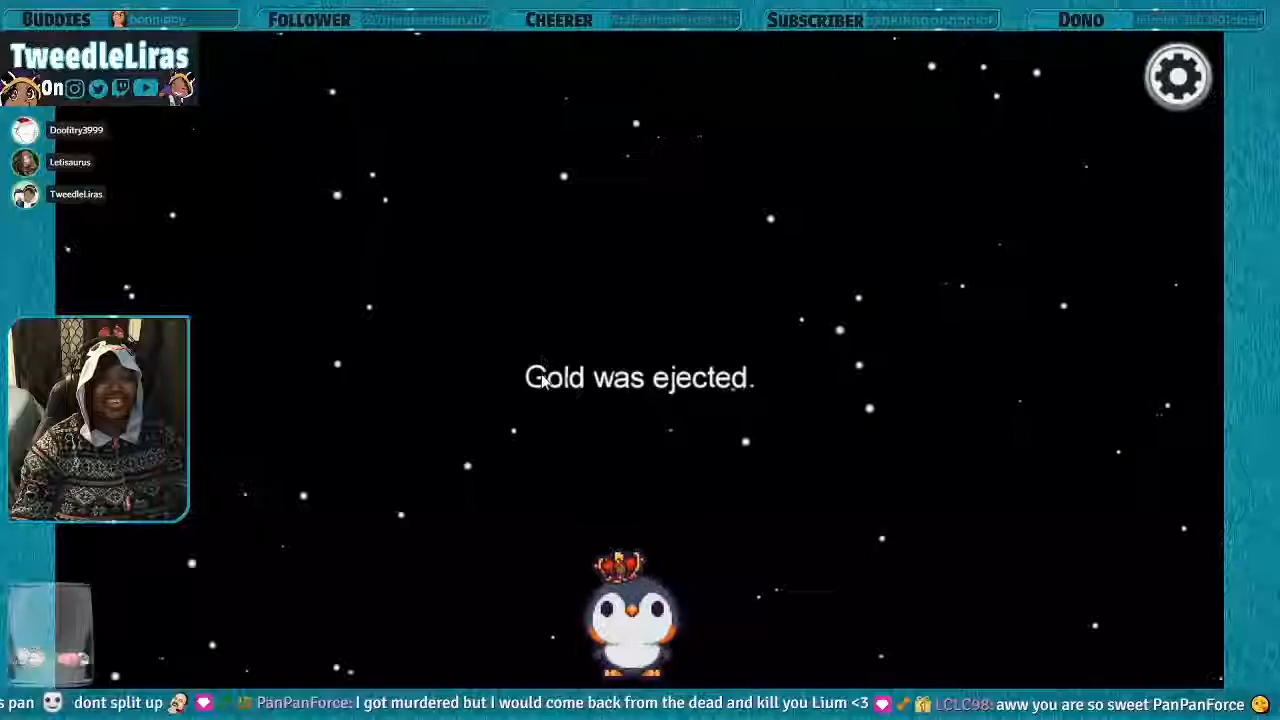 BUDDIES
FOLLOWER
CHEERER
SUBSCRIBER
DONO
TweedleLiras
On
Doofitry3999
Letisaurus
TweedleLiras
Gold was ejected.
s pan dont split up PanPanForce: I got murdered but I would come back from the dead and kill you Lium <3 LCLC98: aww you are so sweet PanPanForce